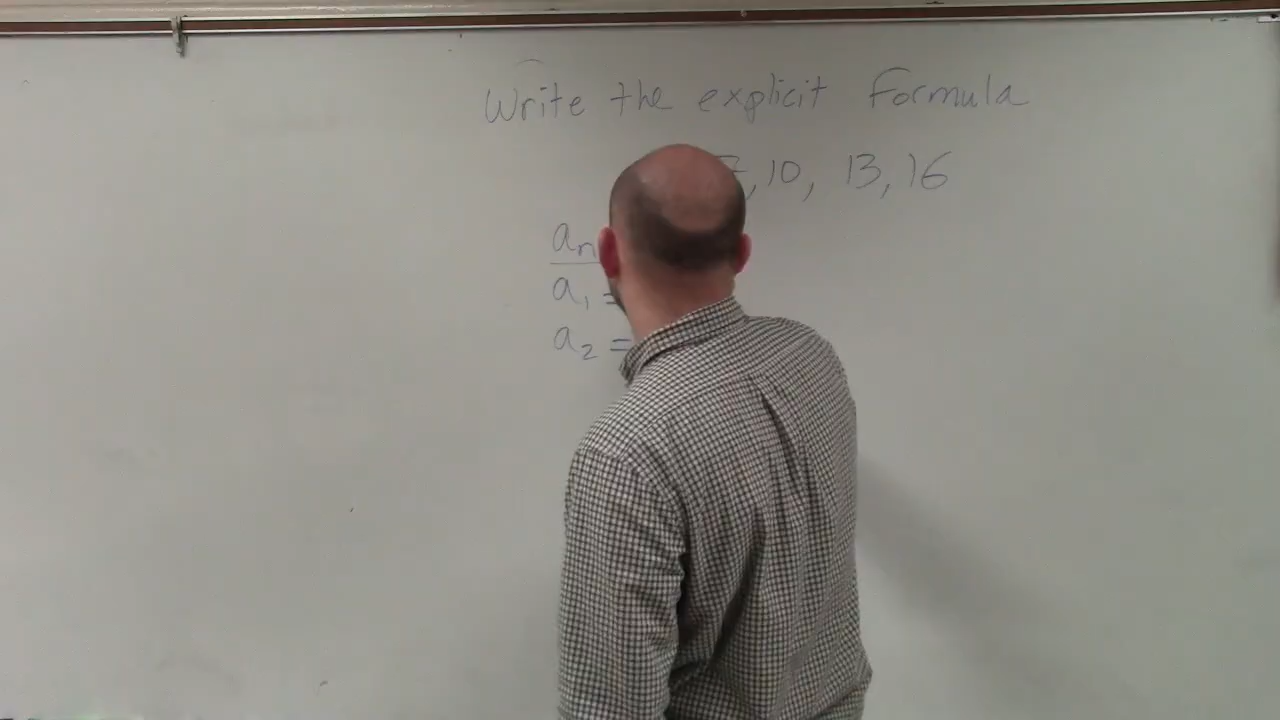 Write the explicit formula
, 10, 13, 16
aₙ
a₁ =
a₂ =